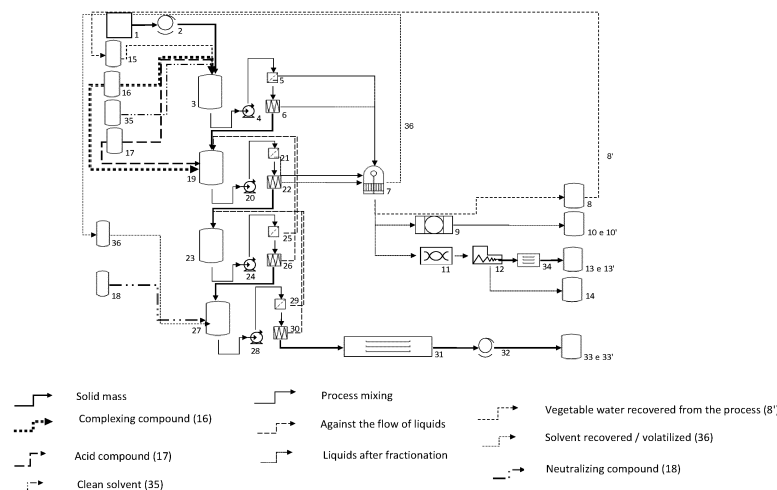 1
2
15
16
35
17
3
4
5
6
36
8'
19
20
21
22
7
8
9
10 e 10'
36
23
24
25
26
11
12
34
13 e 13'
14
18
27
28
29
30
31
32
33 e 33'
Solid mass
Complexing compound (16)
Acid compound (17)
Clean solvent (35)
Process mixing
Against the flow of liquids
Liquids after fractionation
Vegetable water recovered from the process (8')
Solvent recovered / volatilized (36)
Neutralizing compound (18)